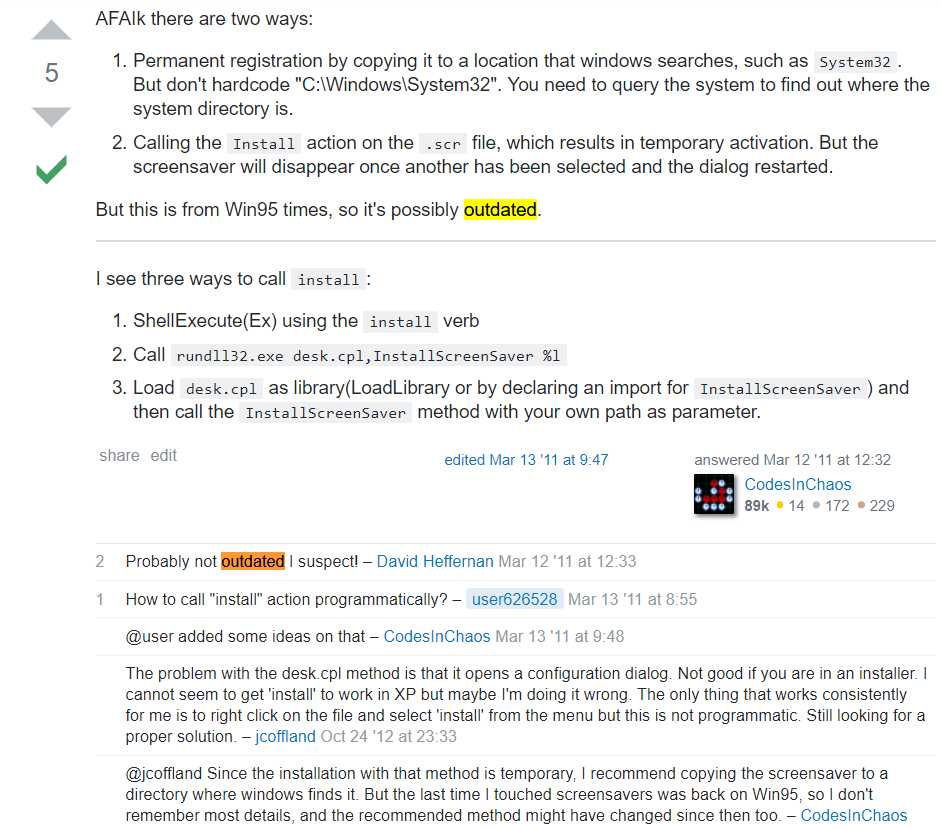 AFAIk there are two ways:
5
1. Permanent registration by copying it to a location that windows searches, such as System32.
But don't hardcode "C:\Windows\System32". You need to query the system to find out where the
system directory is.
2. Calling the Install action on the .scr file, which results in temporary activation. But the
screensaver will disappear once another has been selected and the dialog restarted.
But this is from Win95 times, so it's possibly outdated.
I see three ways to call install:
1. ShellExecute(Ex) using the install verb
2. Call rundll32.exe desk.cpl,InstallScreenSaver %l
3. Load desk.cpl as library(LoadLibrary or by declaring an import for InstallScreenSaver) and
then call the InstallScreenSaver method with your own path as parameter.
share edit
edited Mar 13 '11 at 9:47
answered Mar 12 '11 at 12:32
CodesInChaos
89k 14 172 229
2 Probably not outdated I suspect! – David Heffernan Mar 12 '11 at 12:33
1 How to call "install" action programmatically? – user626528 Mar 13 '11 at 8:55
@user added some ideas on that – CodesInChaos Mar 13 '11 at 9:48
The problem with the desk.cpl method is that it opens a configuration dialog. Not good if you are in an installer. I
cannot seem to get 'install' to work in XP but maybe I'm doing it wrong. The only thing that works consistently
for me is to right click on the file and select 'install' from the menu but this is not programmatic. Still looking for a
proper solution. – jcoffland Oct 24 '12 at 23:33
@jcoffland Since the installation with that method is temporary, I recommend copying the screensaver to a
directory where windows finds it. But the last time I touched screensavers was back on Win95, so I don't
remember most details, and the recommended method might have changed since then too. – CodesInChaos